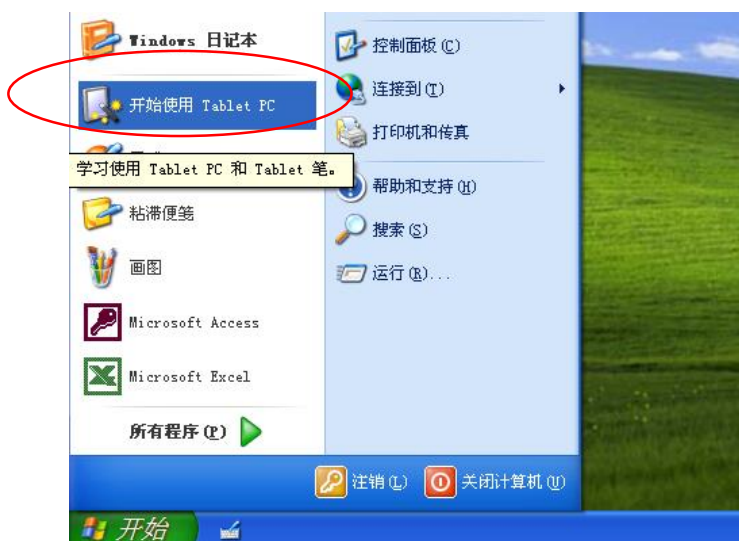 Windows 日记本
开始使用 Tablet PC
学习使用 Tablet PC 和 Tablet 笔。
粘滞便笺
画图
Microsoft Access
Microsoft Excel
所有程序(P)
控制面板(C)
连接到(T)
打印机和传真
帮助和支持(H)
搜索(S)
运行(R)...
注销(L)
关闭计算机(U)
开始